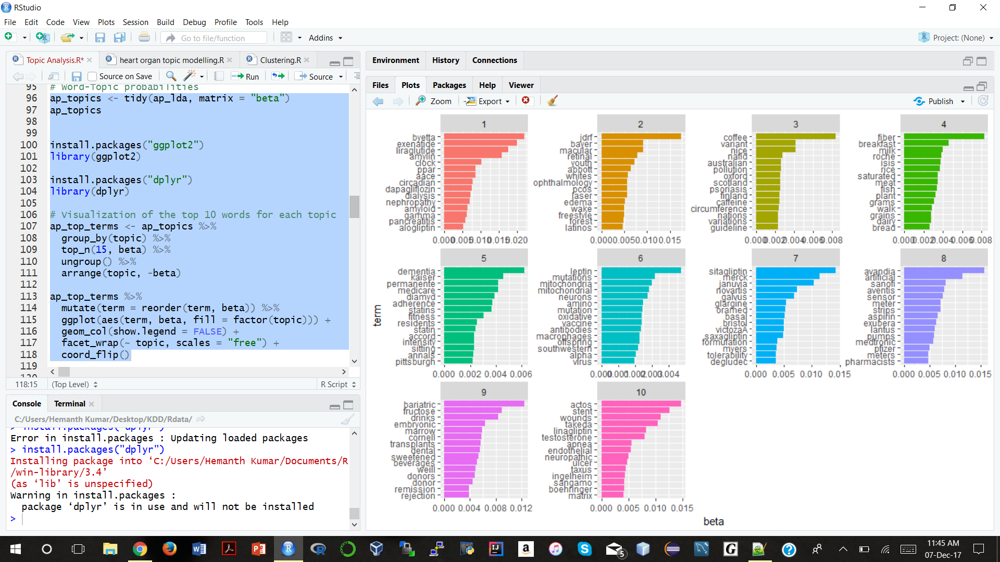 RStudio
File Edit Code View Plots Session Build Debug Profile Tools Help
Go to file/function Addins Project: (None)
Topic Analysis.R* heart organ topic modelling.R Clustering.R
Source on Save Run Source
95 # Word-Topic probabilities
96 ap_topics <- tidy(ap_lda, matrix = "beta")
97 ap_topics
98
99
100 install.packages("ggplot2")
101 library(ggplot2)
102
103 install.packages("dplyr")
104 library(dplyr)
105
106 # Visualization of the top 10 words for each topic
107 ap_top_terms <- ap_topics %>%
108 group_by(topic) %>%
109 top_n(15, beta) %>%
110 ungroup() %>%
111 arrange(topic, -beta)
112
113 ap_top_terms %>%
114 mutate(term = reorder(term, beta)) %>%
115 ggplot(aes(term, beta, fill = factor(topic))) +
116 geom_col(show.legend = FALSE) +
117 facet_wrap(~ topic, scales = "free") +
118 coord_flip()
119
120
118:15 (Top Level) R Script
Console Terminal
C:/Users/Hemanth Kumar/Desktop/KDD/Rdata/
> install.packages("dplyr")
Error in install.packages : Updating loaded packages
> install.packages("dplyr")
Installing package into ‘C:/Users/Hemanth Kumar/Documents/R
/win-library/3.4’
(as ‘lib’ is unspecified)
Warning in install.packages :
package ‘dplyr’ is in use and will not be installed
>
Environment History Connections
Files Plots Packages Help Viewer
Zoom Export Publish
term
1
byetta
exenatide
liraglutide
amylin
clock
ppar
aace
circadian
dapagliflozin
dialysis
nephropathy
amyloid
gamma
pancreatitis
alogliptin
0.000 0.005 0.010 0.015 0.020
2
jdrf
bayer
macular
retinal
youth
abbott
whites
ophthalmology
pcos
laser
edema
wake
freestyle
forest
latinos
0.000 0.005 0.010 0.015
3
coffee
variant
nice
nafld
australian
pollution
oxford
scotland
psoriasis
finland
caffeine
circumference
nations
variations
guideline
0.000 0.002 0.004 0.006 0.008
4
fiber
breakfast
milk
roche
isis
rice
saturated
meat
fish
plant
grams
walk
grains
dairy
bread
0.000 0.002 0.004 0.006 0.008
5
dementia
kaiser
permanente
medicare
diamyd
adherence
statins
fitness
residents
statin
accord
intensity
sitting
annals
pittsburgh
0.000 0.002 0.004 0.006
6
leptin
mutations
mitochondria
mitochondrial
neurons
amino
mutation
oxidative
vaccine
antibodies
macrophages
offspring
southwestern
alpha
virus
0.000 0.001 0.002 0.003 0.004
7
sitagliptin
merck
januvia
novartis
galvus
glargine
oramed
basal
bristol
victozaÂ
saxagliptin
formulation
myers
tolerability
degludec
0.000 0.005 0.010 0.015
8
avandia
artificial
sanofi
aventis
sensor
meter
strips
aspirin
exubera
lantus
pumps
medtronic
pfizer
meters
pharmacists
0.000 0.005 0.010 0.015
9
bariatric
fructose
drinks
embryonic
marrow
cornell
transplants
dental
sweetened
beverages
weill
donors
donor
remission
rejection
0.000 0.004 0.008 0.012
10
actos
stent
wounds
takeda
linagliptin
testosterone
apnea
endothelial
neuropathic
ulcer
taxus
ingelheim
sangamo
boehringer
matrix
0.000 0.005 0.010 0.015
beta
5
11:45 AM
07-Dec-17